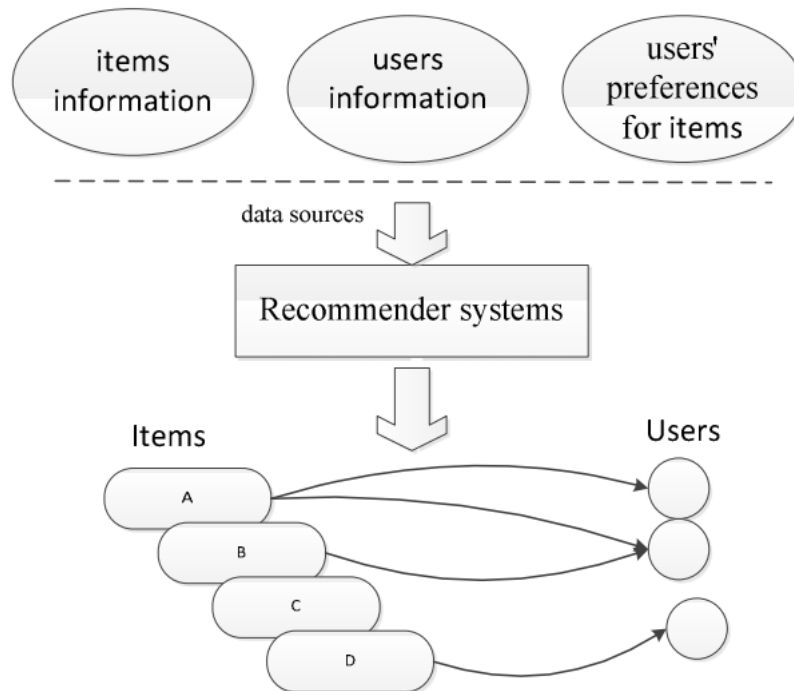 items
information
users
information
users'
preferences
for items
data sources
Recommender systems
Items
Users
A
B
C
D